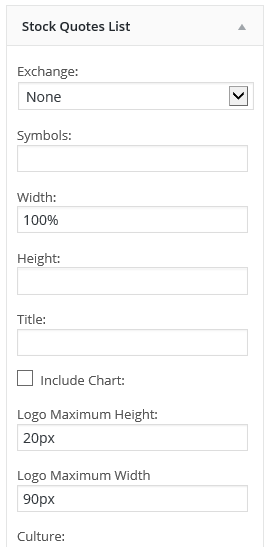 Stock Quotes List
Exchange:
None
Symbols:
Width:
100%
Height:
Title:
Include Chart:
Logo Maximum Height:
20px
Logo Maximum Width
90px
Culture: